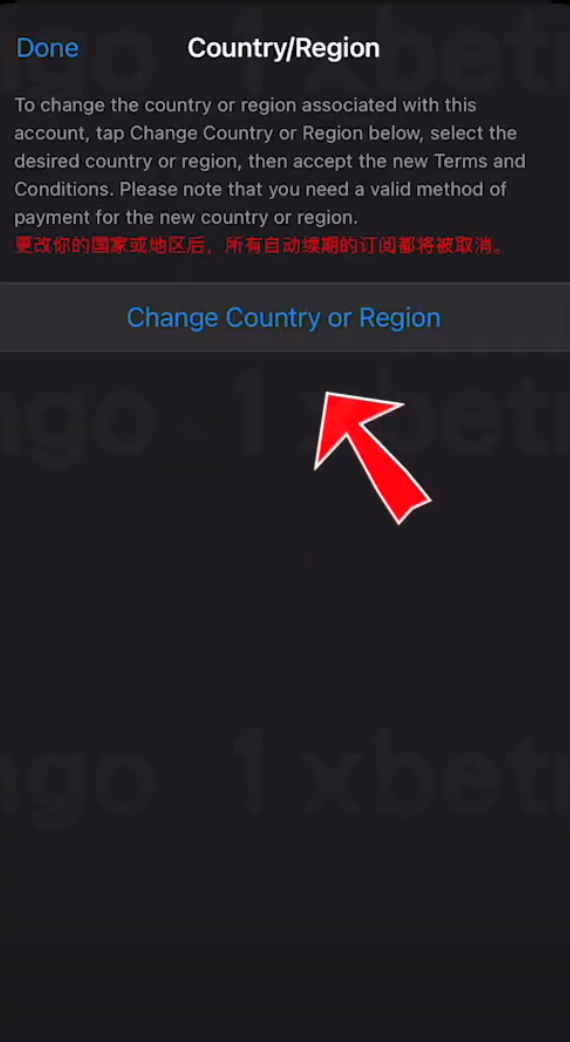 Done
Country/Region
To change the country or region associated with this
account, tap Change Country or Region below, select the
desired country or region, then accept the new Terms and
Conditions. Please note that you need a valid method of
payment for the new country or region.
更改你的国家或地区后，所有自动续期的订阅都将被取消。
Change Country or Region
ngo 1xbet
ngo 1xbet